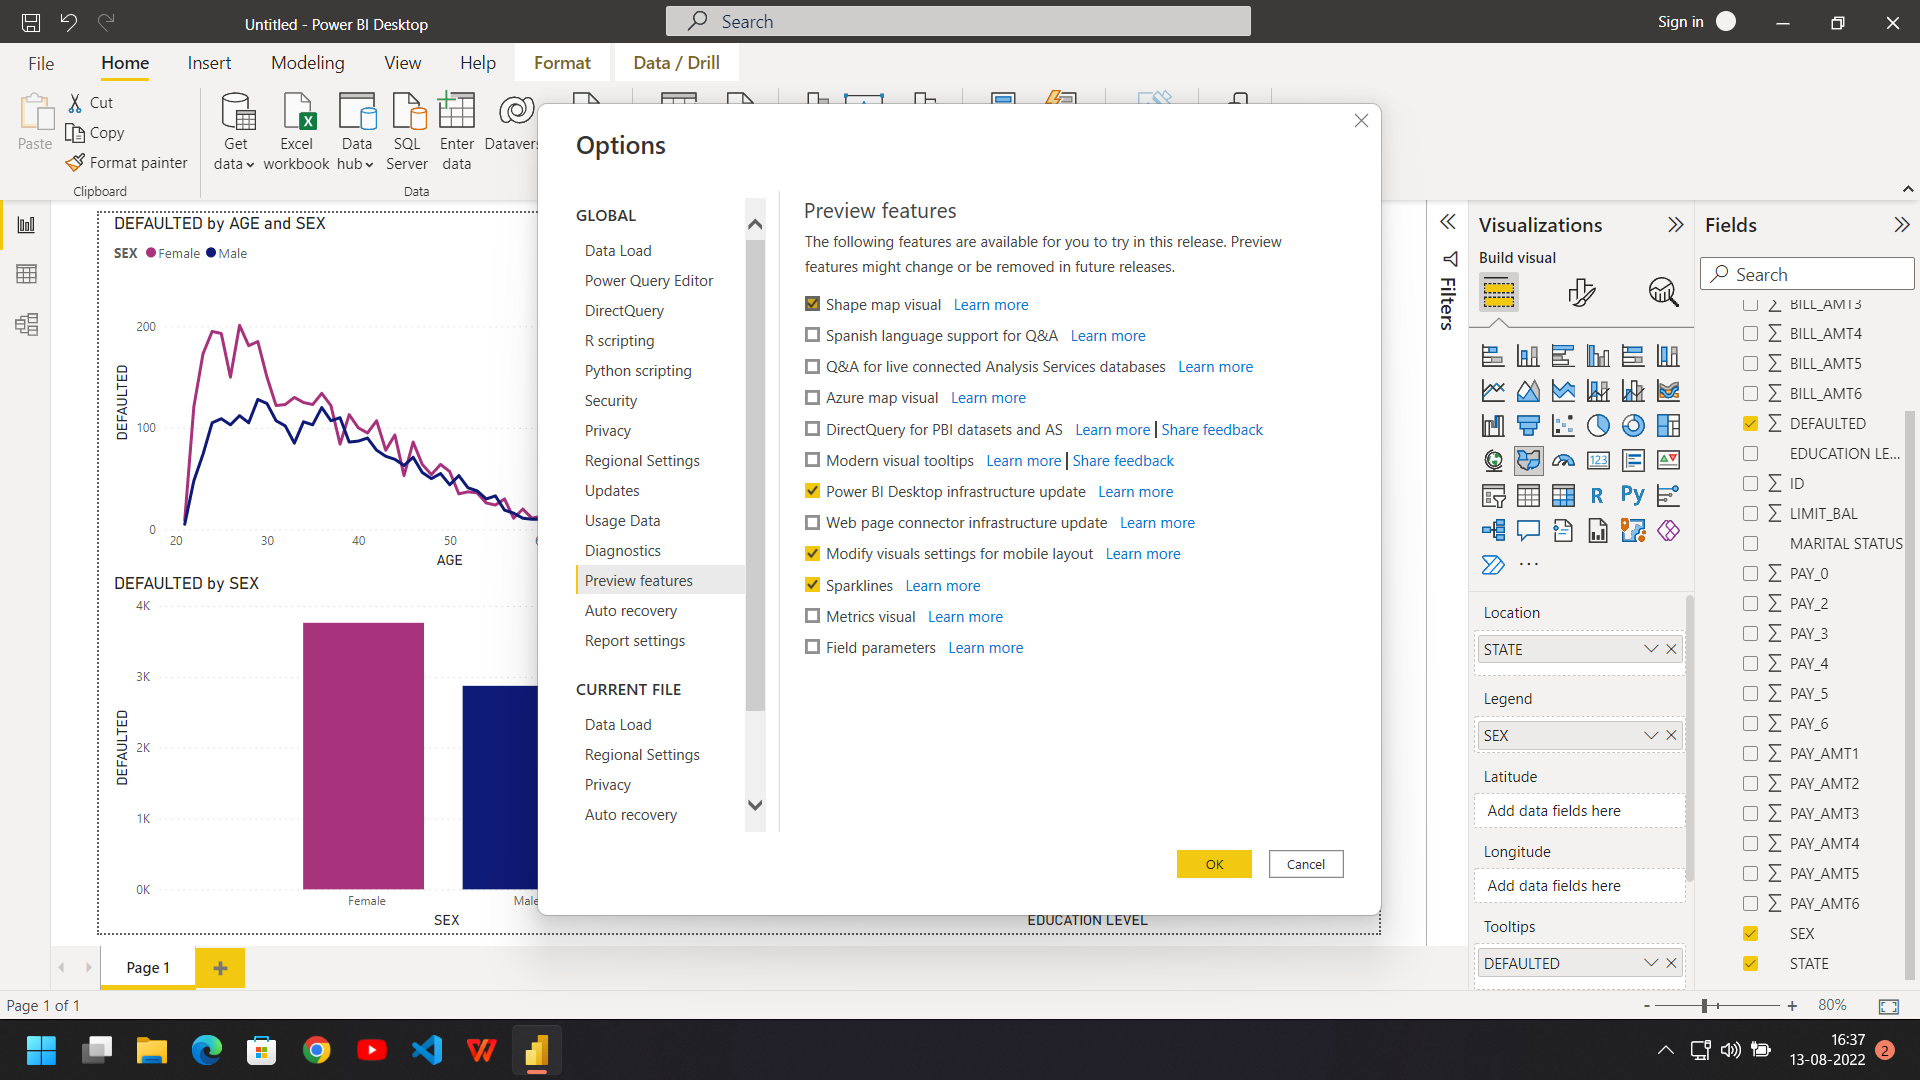 Untitled - Power BI Desktop
Search
Sign in
File
Home
Insert
Modeling
View
Help
Format
Data / Drill
Paste
Cut
Copy
Format painter
Clipboard
Get data
Excel workbook
Data hub
SQL Server
Enter data
Data
DEFAULTED by AGE and SEX
SEX Female Male
200
100
0
DEFAULTED
20 30 40 50
AGE
DEFAULTED by SEX
4K
3K
2K
1K
0K
DEFAULTED
Female
Male
SEX
EDUCATION LEVEL
Options
GLOBAL
Data Load
Power Query Editor
DirectQuery
R scripting
Python scripting
Security
Privacy
Regional Settings
Updates
Usage Data
Diagnostics
Preview features
Auto recovery
Report settings
CURRENT FILE
Data Load
Regional Settings
Privacy
Auto recovery
Preview features
The following features are available for you to try in this release. Preview
features might change or be removed in future releases.
Shape map visual Learn more
Spanish language support for Q&A Learn more
Q&A for live connected Analysis Services databases Learn more
Azure map visual Learn more
DirectQuery for PBI datasets and AS Learn more | Share feedback
Modern visual tooltips Learn more | Share feedback
Power BI Desktop infrastructure update Learn more
Web page connector infrastructure update Learn more
Modify visuals settings for mobile layout Learn more
Sparklines Learn more
Metrics visual Learn more
Field parameters Learn more
OK
Cancel
Filters
Visualizations
Build visual
123
R
Py
...
Location
STATE
Legend
SEX
Latitude
Add data fields here
Longitude
Add data fields here
Tooltips
DEFAULTED
Fields
Search
BILL_AMT3
BILL_AMT4
BILL_AMT5
BILL_AMT6
DEFAULTED
EDUCATION LE...
ID
LIMIT_BAL
MARITAL STATUS
PAY_0
PAY_2
PAY_3
PAY_4
PAY_5
PAY_6
PAY_AMT1
PAY_AMT2
PAY_AMT3
PAY_AMT4
PAY_AMT5
PAY_AMT6
SEX
STATE
Page 1
Page 1 of 1
80%
16:37
13-08-2022
2